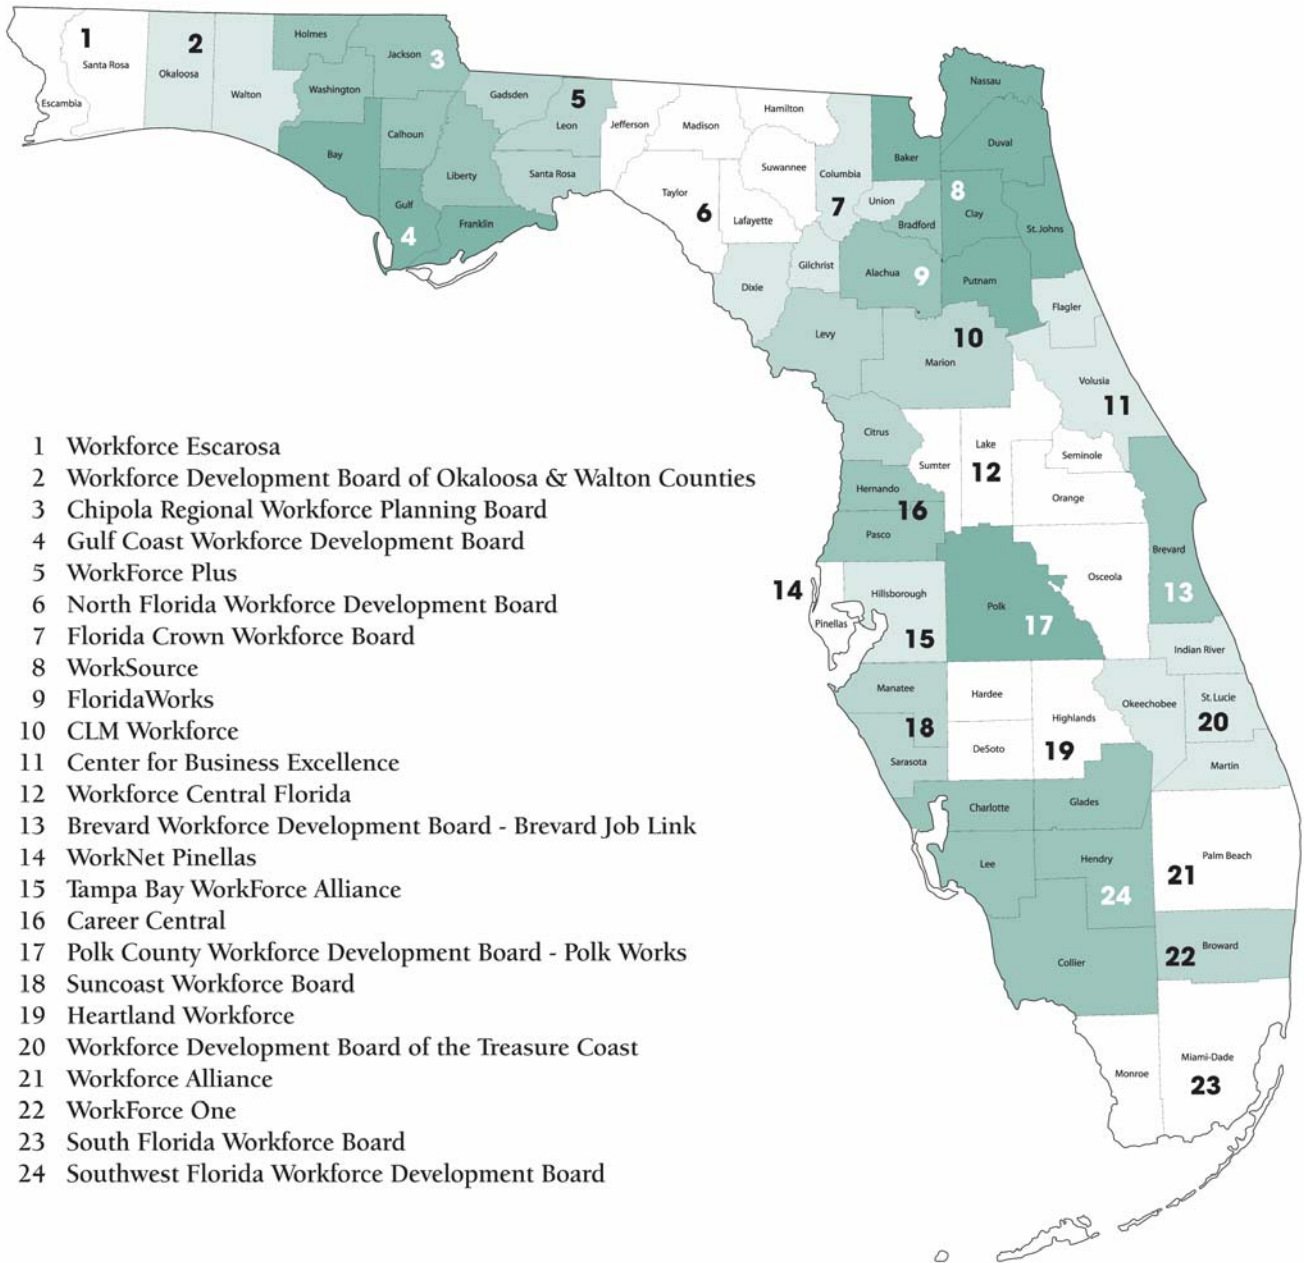 Holmes
Nassau
1
2
Jackson
3
Santa Rosa
Okaloosa
Washington
Walton
Gadsden
5
Escambia
Hamilton
Leon
Jefferson
Madison
Calhoun
Duval
Bay
Baker
Suwannee
Columbia
Liberty
Santa Rosa
Taylor
8
Union
Gulf
6
7
Clay
Lafayette
Franklin
Bradford
St. Johns
4
Gilchrist
Alachua
9
Putnam
Dixie
Flagler
Levy
10
Marion
Volusia
11
Citrus
Lake
Seminole
Sumter
12
Hernando
Orange
16
Pasco
Brevard
Osceola
14
Hillsborough
13
Polk
17
Pinellas
15
Indian River
Manatee
Hardee
St. Lucie
Okeechobee
Highlands
20
18
DeSoto
19
Sarasota
Martin
Charlotte
Glades
Palm Beach
Lee
Hendry
21
24
Broward
22
Collier
Miami-Dade
Monroe
23
1 Workforce Escarosa
2 Workforce Development Board of Okaloosa & Walton Counties
3 Chipola Regional Workforce Planning Board
4 Gulf Coast Workforce Development Board
5 WorkForce Plus
6 North Florida Workforce Development Board
7 Florida Crown Workforce Board
8 WorkSource
9 FloridaWorks
10 CLM Workforce
11 Center for Business Excellence
12 Workforce Central Florida
13 Brevard Workforce Development Board - Brevard Job Link
14 WorkNet Pinellas
15 Tampa Bay WorkForce Alliance
16 Career Central
17 Polk County Workforce Development Board - Polk Works
18 Suncoast Workforce Board
19 Heartland Workforce
20 Workforce Development Board of the Treasure Coast
21 Workforce Alliance
22 WorkForce One
23 South Florida Workforce Board
24 Southwest Florida Workforce Development Board